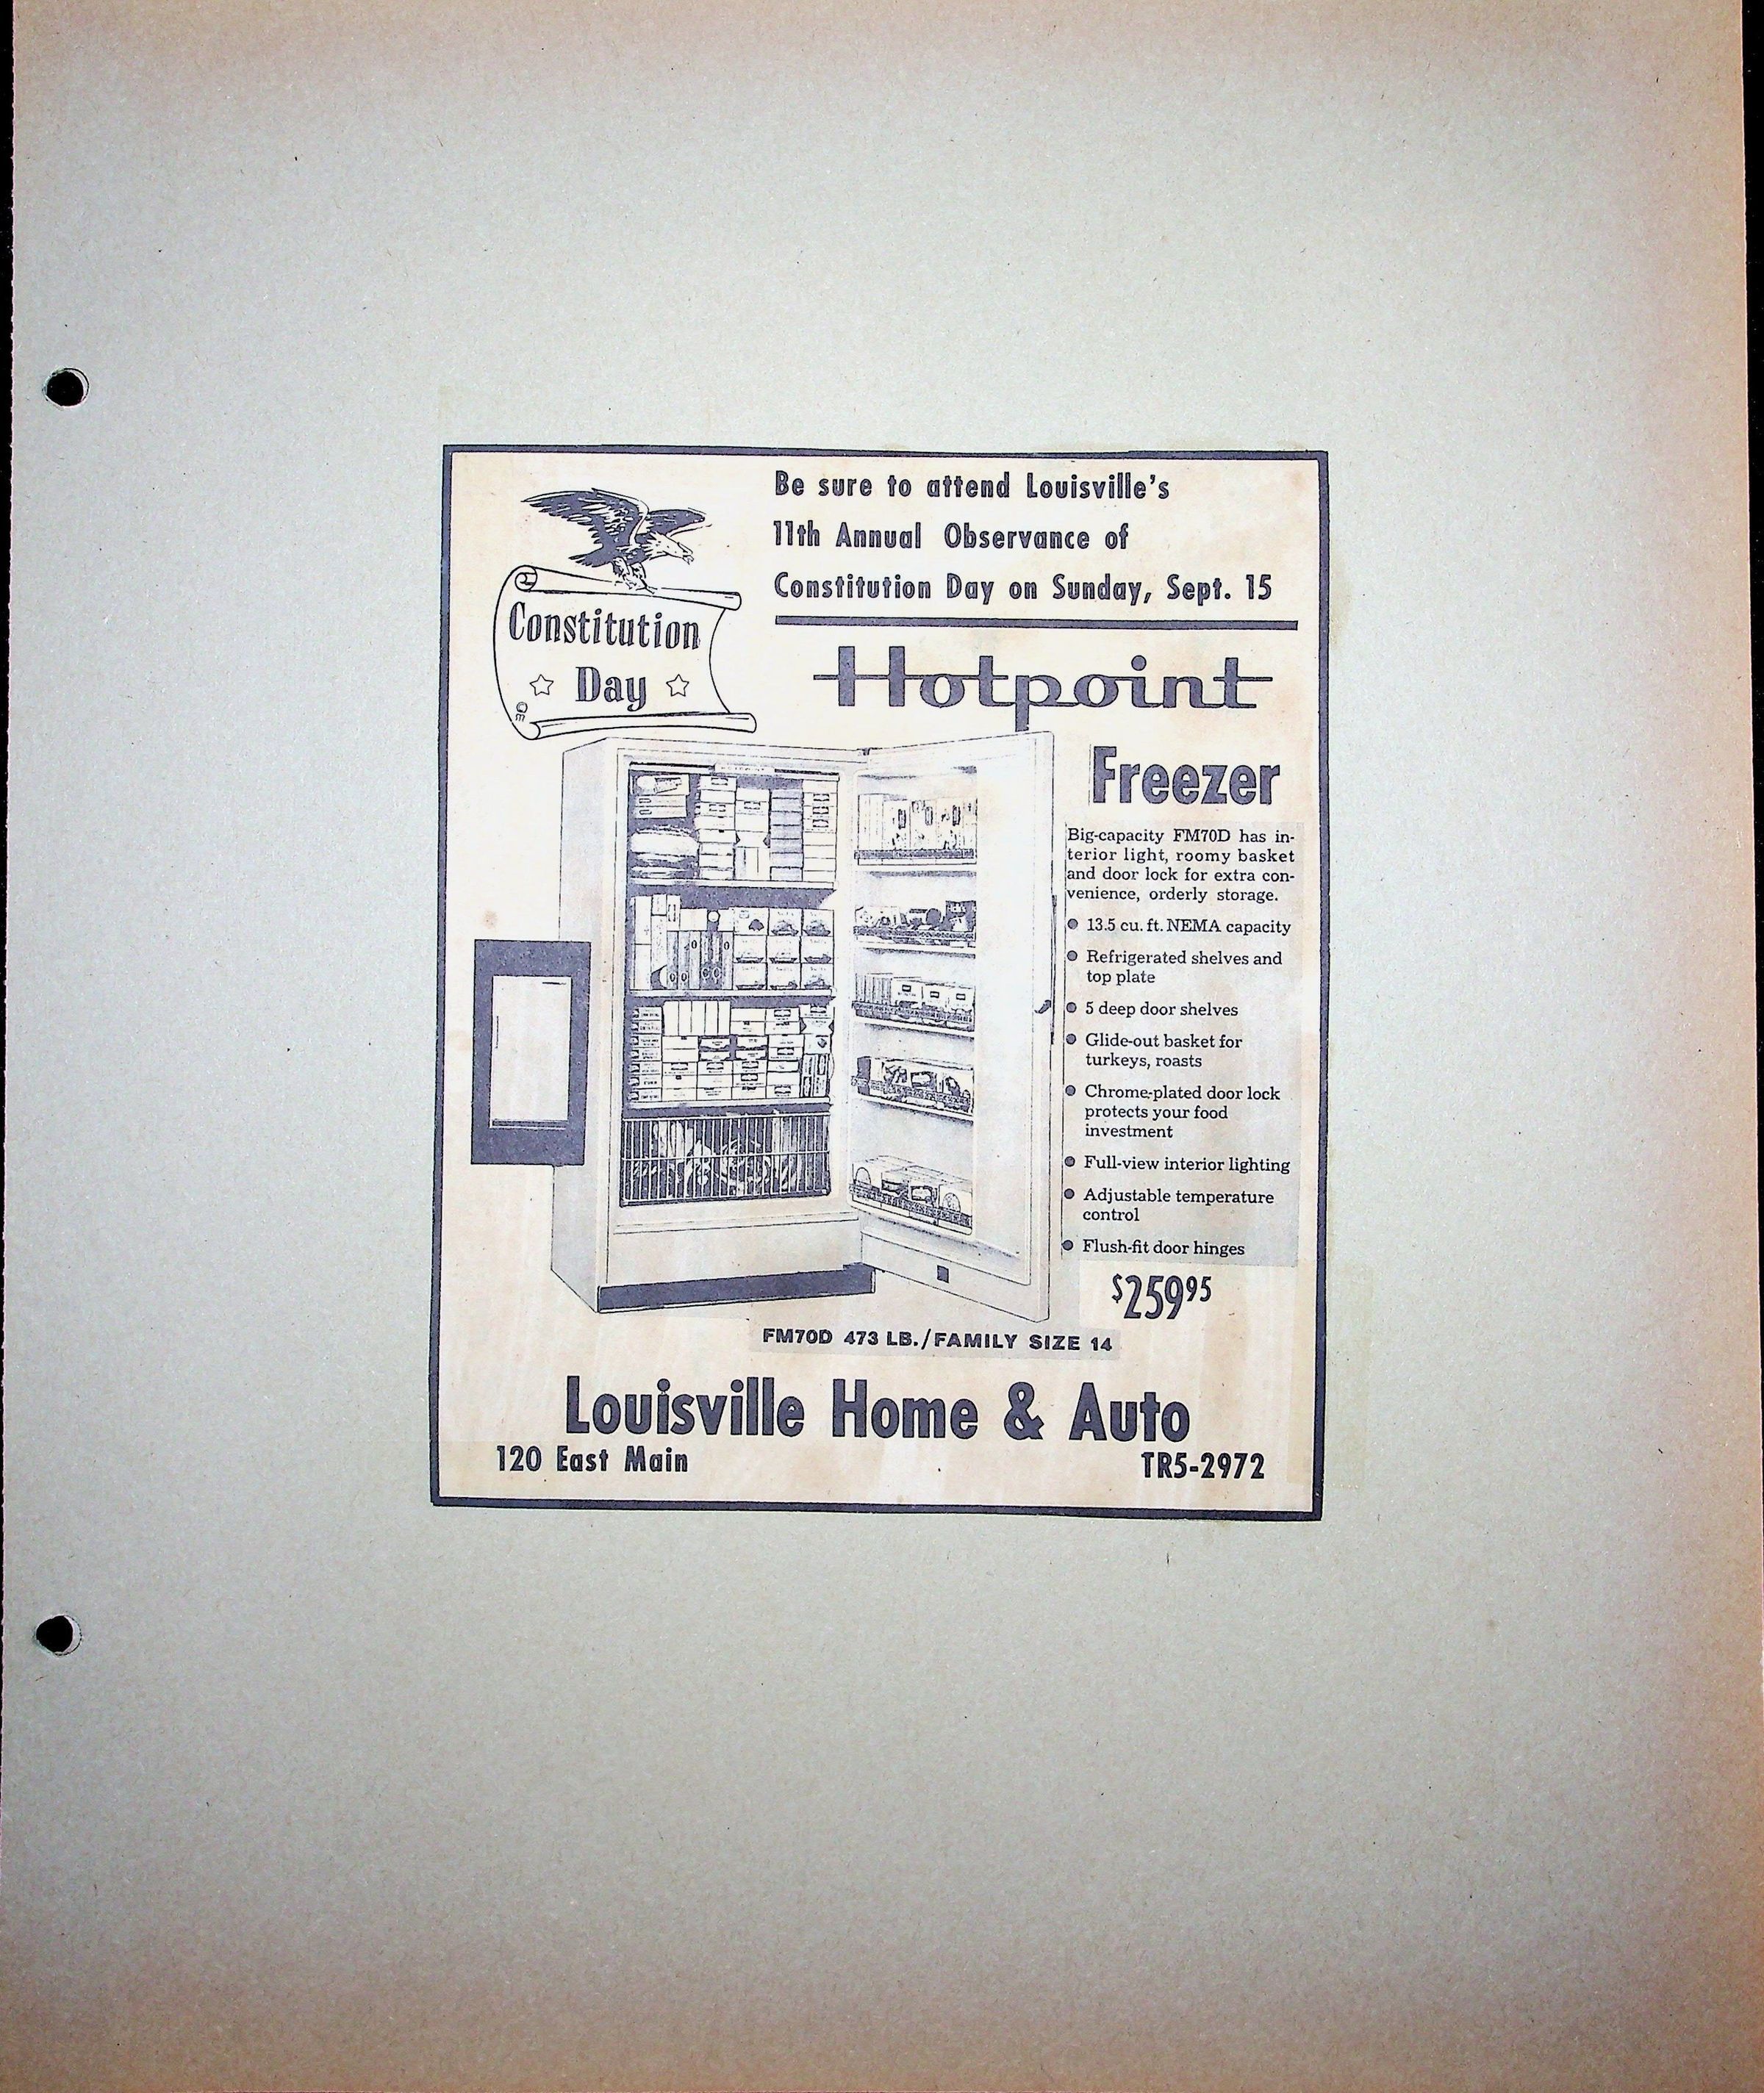 Be sure to attend Louisville's
11th Annual Observance of
Constitution Day on Sunday, Sept. 15
Constitution
Day
Hotpoint
Freezer
Big-capacity FM70D has in-
terior light, roomy basket
and door lock for extra con-
venience, orderly storage.
13.5 cu. ft. NEMA capacity
Refrigerated shelves and
top plate
5 deep door shelves
Glide-out basket for
turkeys, roasts
Chrome-plated door lock
protects your food
investment
Full-view interior lighting
Adjustable temperature
control
Flush-fit door hinges
$259 95
FM70D 473 LB./FAMILY SIZE 14
Louisville Home & Auto
120 East Main
TR5-2972